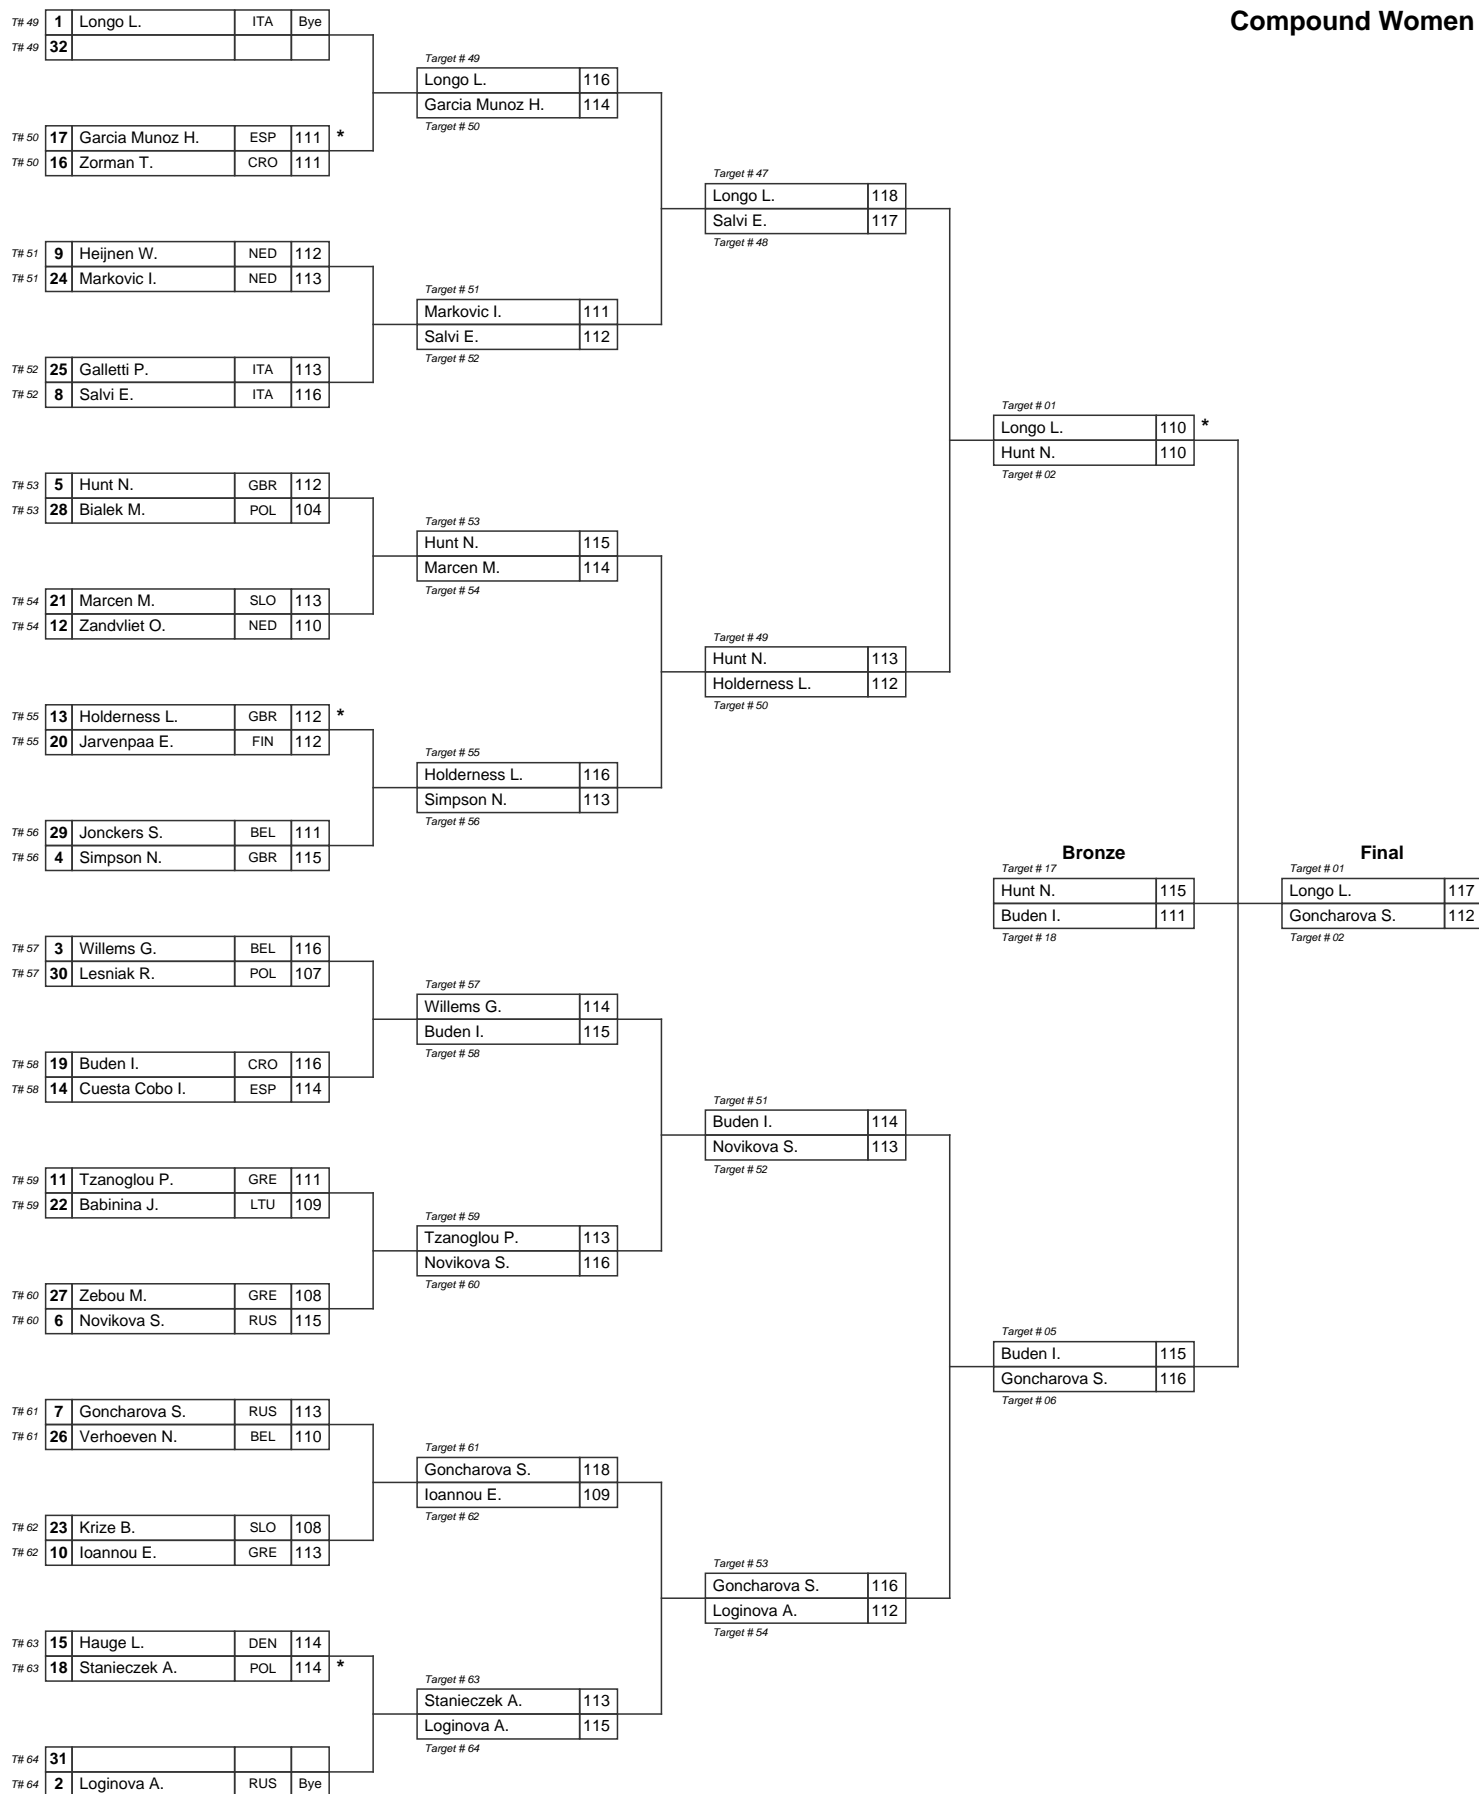 Compound Women
T# 49 1 Longo L. ITA Bye
T# 49 32
T# 50 17 Garcia Munoz H. ESP 111 *
T# 50 16 Zorman T. CRO 111
T# 51 9 Heijnen W. NED 112
T# 51 24 Markovic I. NED 113
T# 52 25 Galletti P. ITA 113
T# 52 8 Salvi E. ITA 116
T# 53 5 Hunt N. GBR 112
T# 53 28 Bialek M. POL 104
T# 54 21 Marcen M. SLO 113
T# 54 12 Zandvliet O. NED 110
T# 55 13 Holderness L. GBR 112 *
T# 55 20 Jarvenpaa E. FIN 112
T# 56 29 Jonckers S. BEL 111
T# 56 4 Simpson N. GBR 115
T# 57 3 Willems G. BEL 116
T# 57 30 Lesniak R. POL 107
T# 58 19 Buden I. CRO 116
T# 58 14 Cuesta Cobo I. ESP 114
T# 59 11 Tzanoglou P. GRE 111
T# 59 22 Babinina J. LTU 109
T# 60 27 Zebou M. GRE 108
T# 60 6 Novikova S. RUS 115
T# 61 7 Goncharova S. RUS 113
T# 61 26 Verhoeven N. BEL 110
T# 62 23 Krize B. SLO 108
T# 62 10 Ioannou E. GRE 113
T# 63 15 Hauge L. DEN 114
T# 63 18 Stanieczek A. POL 114 *
T# 64 31
T# 64 2 Loginova A. RUS Bye
Target # 49
Longo L. 116
Garcia Munoz H. 114
Target # 50
Target # 51
Markovic I. 111
Salvi E. 112
Target # 52
Target # 53
Hunt N. 115
Marcen M. 114
Target # 54
Target # 55
Holderness L. 116
Simpson N. 113
Target # 56
Target # 57
Willems G. 114
Buden I. 115
Target # 58
Target # 59
Tzanoglou P. 113
Novikova S. 116
Target # 60
Target # 61
Goncharova S. 118
Ioannou E. 109
Target # 62
Target # 63
Stanieczek A. 113
Loginova A. 115
Target # 64
Target # 47
Longo L. 118
Salvi E. 117
Target # 48
Target # 49
Hunt N. 113
Holderness L. 112
Target # 50
Target # 51
Buden I. 114
Novikova S. 113
Target # 52
Target # 53
Goncharova S. 116
Loginova A. 112
Target # 54
Target # 01
Longo L. 110 *
Hunt N. 110
Target # 02
Target # 05
Buden I. 115
Goncharova S. 116
Target # 06
Bronze
Target # 17
Hunt N. 115
Buden I. 111
Target # 18
Final
Target # 01
Longo L. 117
Goncharova S. 112
Target # 02